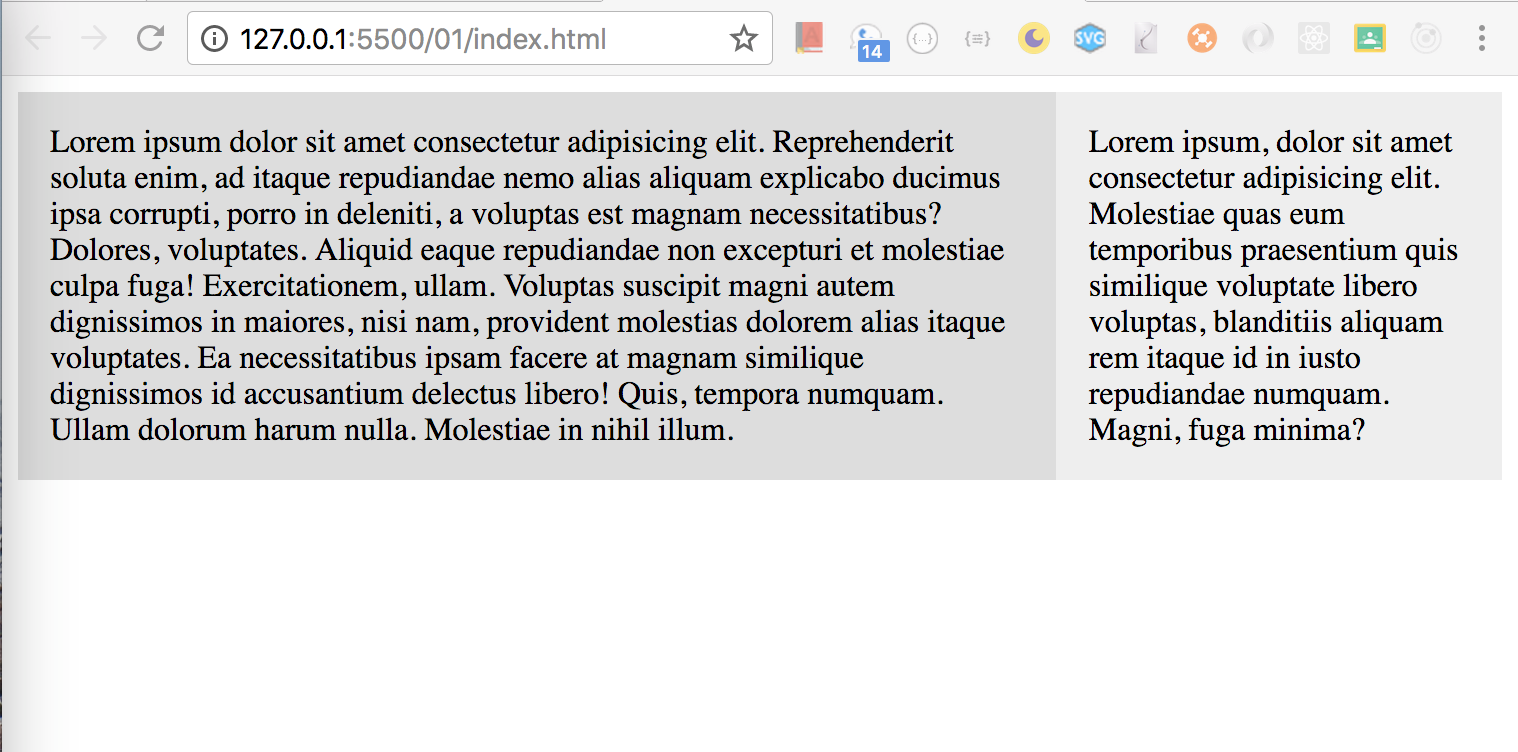 127.0.0.1:5500/01/index.html
14
{...}
{≡}
SVG
Lorem ipsum dolor sit amet consectetur adipisicing elit. Reprehenderit
soluta enim, ad itaque repudiandae nemo alias aliquam explicabo ducimus
ipsa corrupti, porro in deleniti, a voluptas est magnam necessitatibus?
Dolores, voluptates. Aliquid eaque repudiandae non excepturi et molestiae
culpa fuga! Exercitationem, ullam. Voluptas suscipit magni autem
dignissimos in maiores, nisi nam, provident molestias dolorem alias itaque
voluptates. Ea necessitatibus ipsam facere at magnam similique
dignissimos id accusantium delectus libero! Quis, tempora numquam.
Ullam dolorum harum nulla. Molestiae in nihil illum.
Lorem ipsum, dolor sit amet
consectetur adipisicing elit.
Molestiae quas eum
temporibus praesentium quis
similique voluptate libero
voluptas, blanditiis aliquam
rem itaque id in iusto
repudiandae numquam.
Magni, fuga minima?